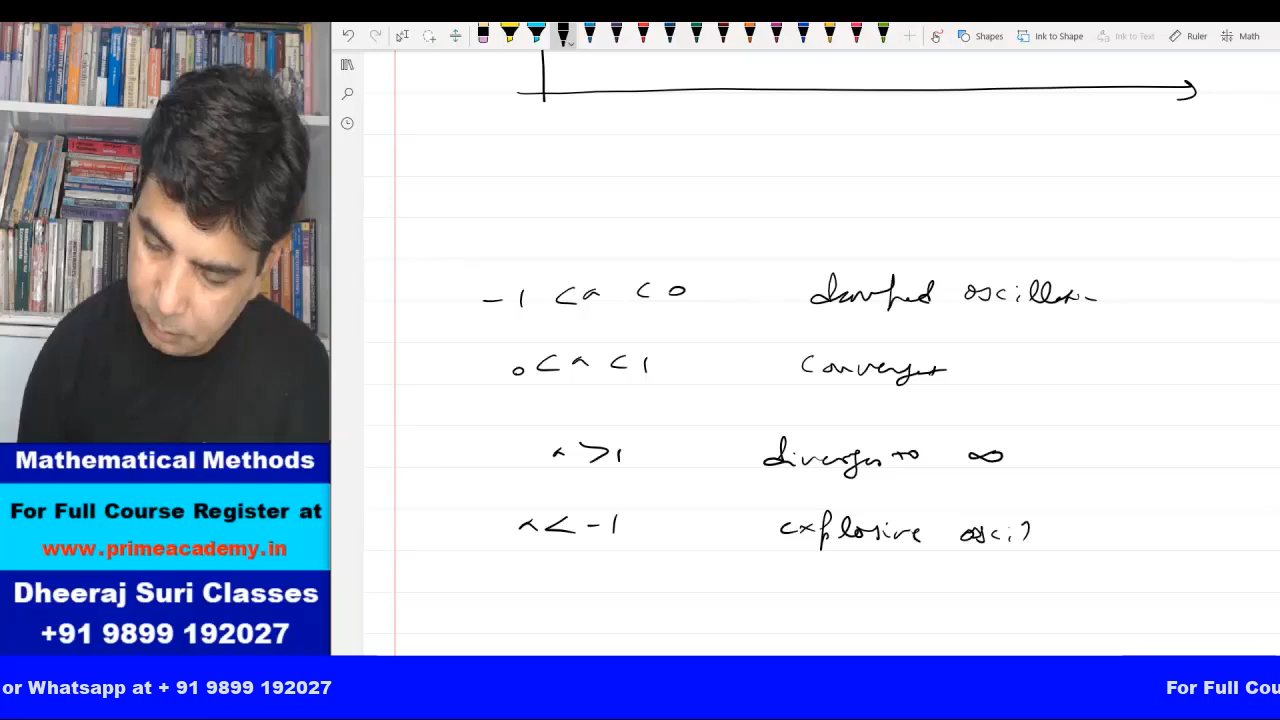 Shapes Ink to Shape Ink to Text Ruler Math
-1 < a < 0 damped oscillat
0 < a < 1 converges
a > 1 diverges to ∞
a < -1 explosive osci
Mathematical Methods
For Full Course Register at
www.primeacademy.in
Dheeraj Suri Classes
+91 9899 192027
or Whatsapp at + 91 9899 192027
For Full Cou